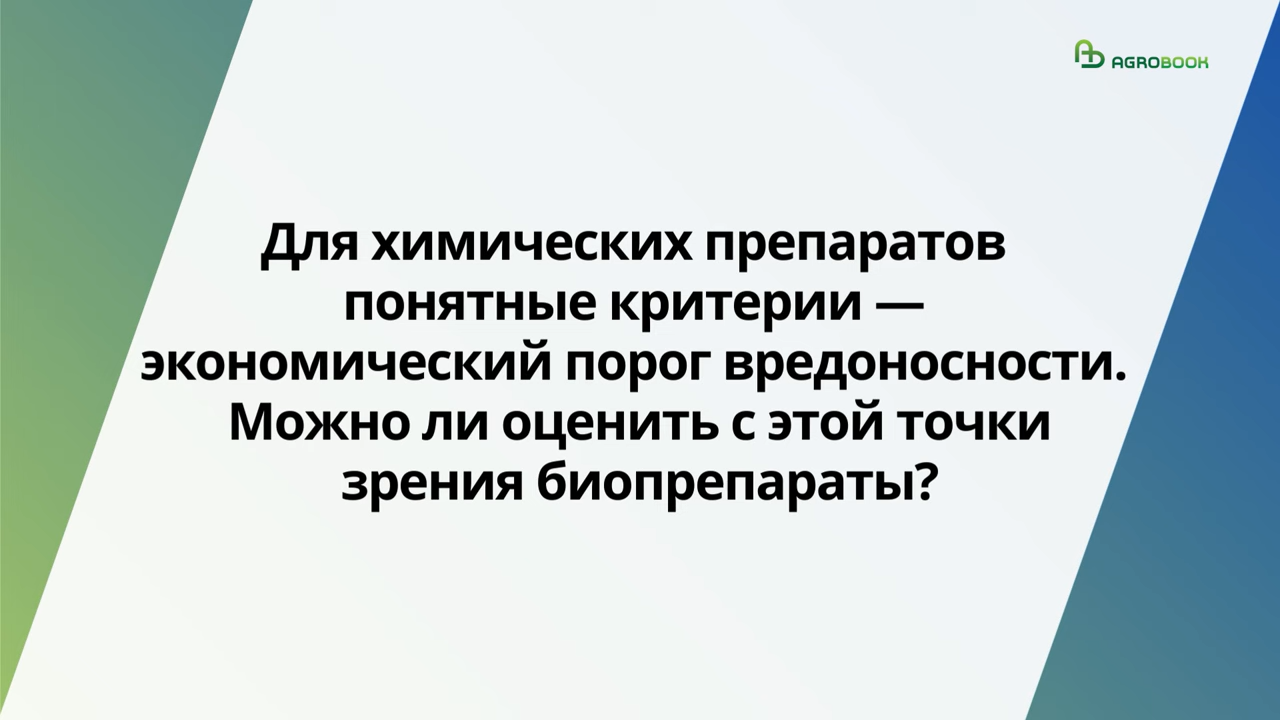 AGROBOOK
Для химических препаратов
понятные критерии —
экономический порог вредоносности.
Можно ли оценить с этой точки
зрения биопрепараты?